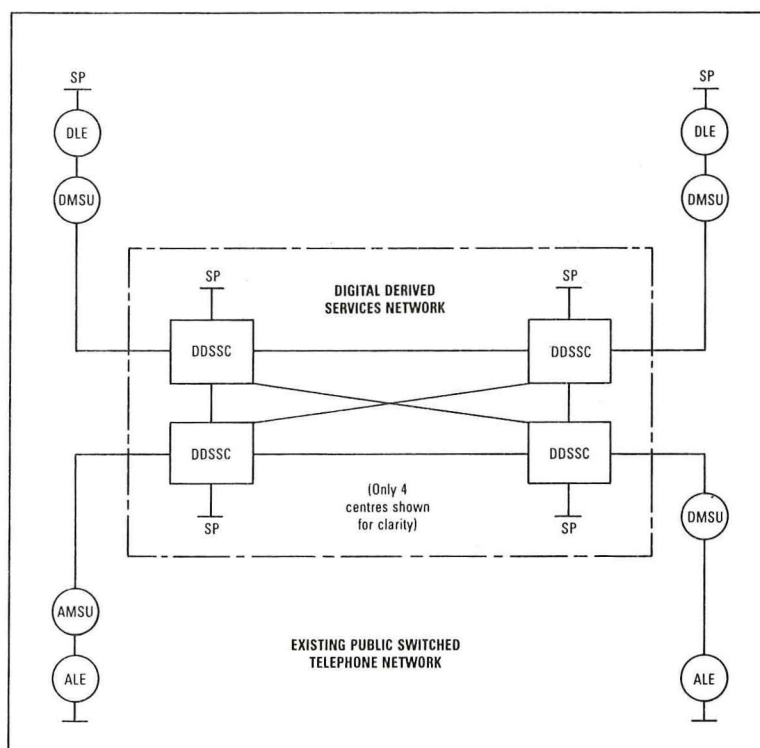 SP
SP
DLE
DLE
DMSU
DMSU
SP
DIGITAL DERIVED
SERVICES NETWORK
SP
DDSSC
DDSSC
DDSSC
DDSSC
SP
(Only 4
centres shown
for clarity)
SP
DMSU
AMSU
EXISTING PUBLIC SWITCHED
TELEPHONE NETWORK
ALE
ALE